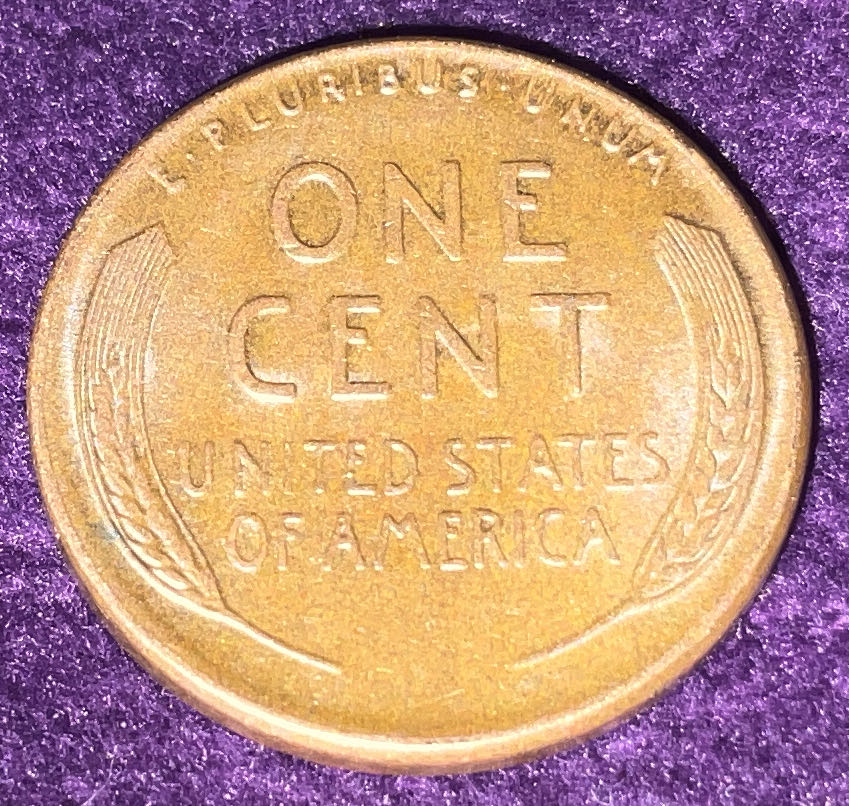 E·PLURIBUS·UNUM
ONE
CENT
UNITED STATES
OF AMERICA